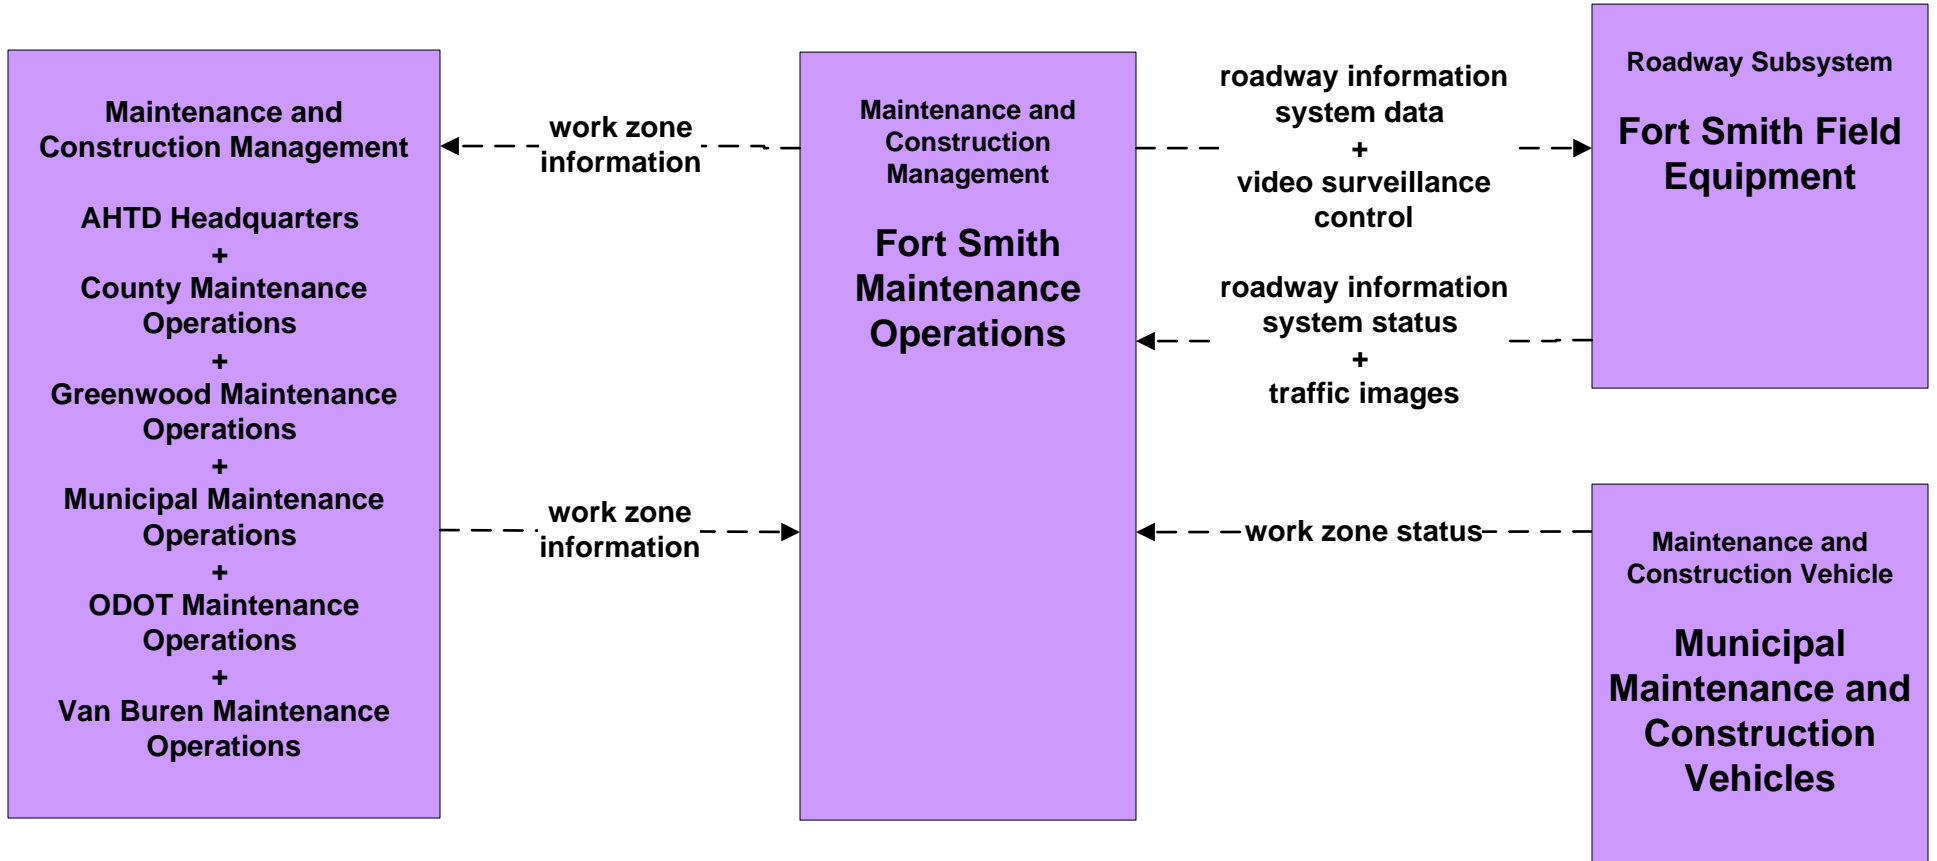 Maintenance and
Construction Management
AHTD Headquarters
+
County Maintenance
Operations
+
Greenwood Maintenance
Operations
+
Municipal Maintenance
Operations
+
ODOT Maintenance
Operations
+
Van Buren Maintenance
Operations
work zone
information
work zone
information
Maintenance and
Construction
Management
Fort Smith
Maintenance
Operations
roadway information
system data
+
video surveillance
control
roadway information
system status
+
traffic images
work zone status
Roadway Subsystem
Fort Smith Field
Equipment
Maintenance and
Construction Vehicle
Municipal
Maintenance and
Construction
Vehicles